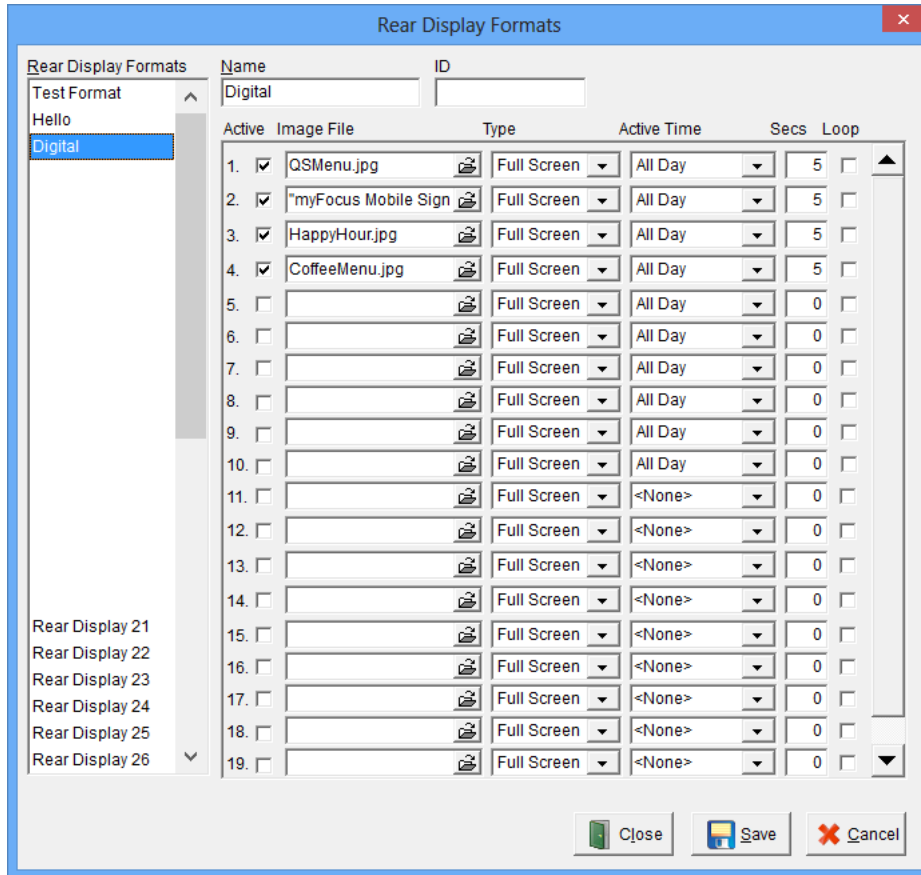 Rear Display Formats
Rear Display Formats
Test Format
Hello
Digital
Rear Display 21
Rear Display 22
Rear Display 23
Rear Display 24
Rear Display 25
Rear Display 26
Name ID
Digital
Active Image File Type Active Time Secs Loop
1. QSMenu.jpg Full Screen All Day 5
2. "myFocus Mobile Sign Full Screen All Day 5
3. HappyHour.jpg Full Screen All Day 5
4. CoffeeMenu.jpg Full Screen All Day 5
5. Full Screen All Day 0
6. Full Screen All Day 0
7. Full Screen All Day 0
8. Full Screen All Day 0
9. Full Screen All Day 0
10. Full Screen All Day 0
11. Full Screen <None> 0
12. Full Screen <None> 0
13. Full Screen <None> 0
14. Full Screen <None> 0
15. Full Screen <None> 0
16. Full Screen <None> 0
17. Full Screen <None> 0
18. Full Screen <None> 0
19. Full Screen <None> 0
Close Save Cancel